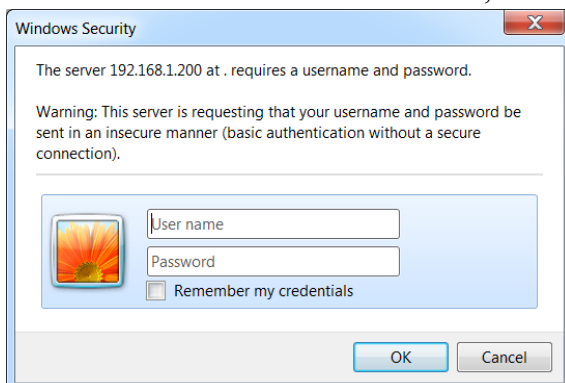 Windows Security
The server 192.168.1.200 at . requires a username and password.
Warning: This server is requesting that your username and password be
sent in an insecure manner (basic authentication without a secure
connection).
User name
Password
Remember my credentials
OK Cancel